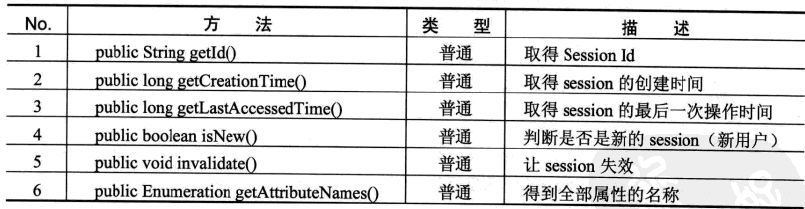 No. 方 法 类 型 描 述
1 public String getId() 普通 取得 Session Id
2 public long getCreationTime() 普通 取得 session 的创建时间
3 public long getLastAccessedTime() 普通 取得 session 的最后一次操作时间
4 public boolean isNew() 普通 判断是否是新的 session（新用户）
5 public void invalidate() 普通 让 session 失效
6 public Enumeration getAttributeNames() 普通 得到全部属性的名称